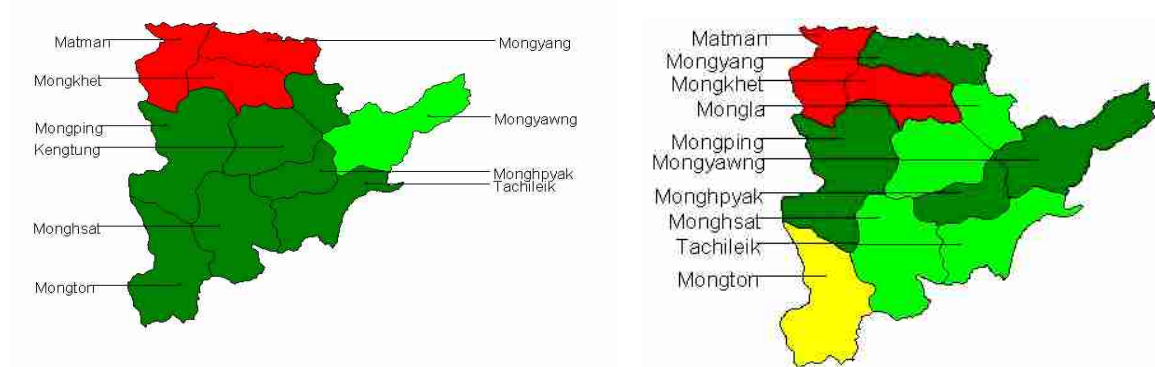 Matman
Mongyang
Mongkhet
Mongping
Mongyawng
Kengtung
Monghpyak
Tachileik
Monghsat
Mongton
Matman
Mongyang
Mongkhet
Mongla
Mongping
Mongyawng
Monghpyak
Monghsat
Tachileik
Mongton